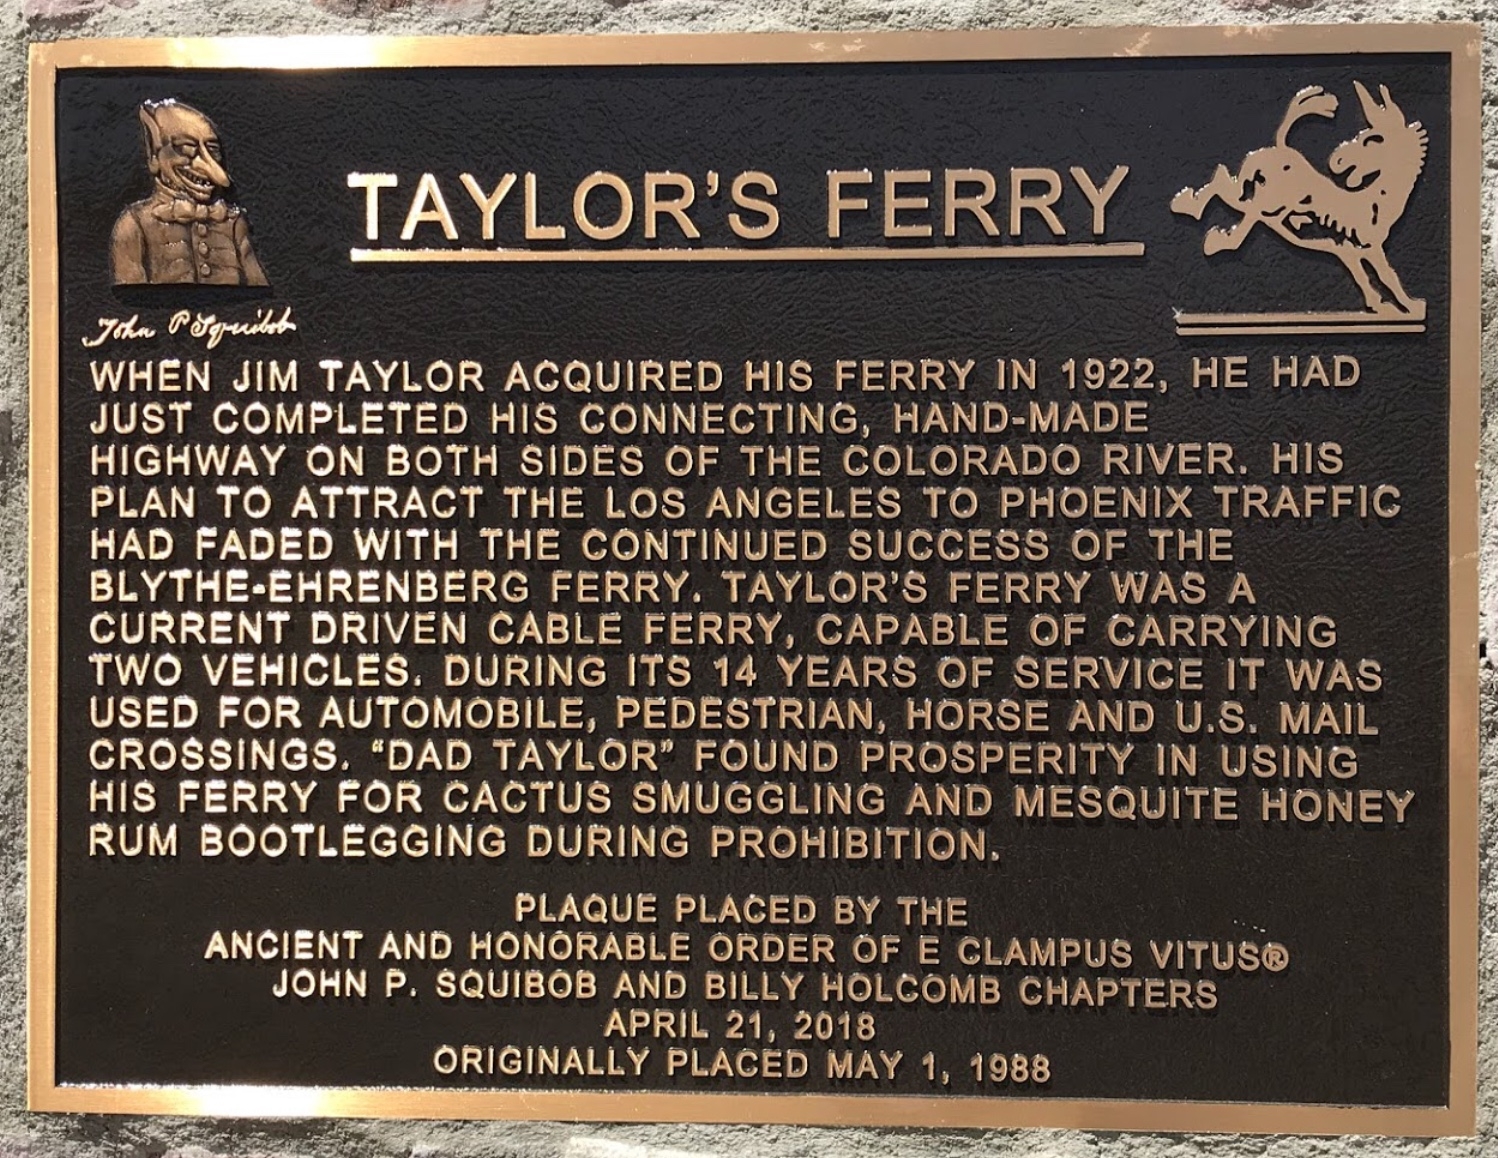 TAYLOR'S FERRY
John P Squibob
WHEN JIM TAYLOR ACQUIRED HIS FERRY IN 1922, HE HAD
JUST COMPLETED HIS CONNECTING, HAND-MADE
HIGHWAY ON BOTH SIDES OF THE COLORADO RIVER. HIS
PLAN TO ATTRACT THE LOS ANGELES TO PHOENIX TRAFFIC
HAD FADED WITH THE CONTINUED SUCCESS OF THE
BLYTHE-EHRENBERG FERRY. TAYLOR'S FERRY WAS A
CURRENT DRIVEN CABLE FERRY, CAPABLE OF CARRYING
TWO VEHICLES. DURING ITS 14 YEARS OF SERVICE IT WAS
USED FOR AUTOMOBILE, PEDESTRIAN, HORSE AND U.S. MAIL
CROSSINGS. "DAD TAYLOR" FOUND PROSPERITY IN USING
HIS FERRY FOR CACTUS SMUGGLING AND MESQUITE HONEY
RUM BOOTLEGGING DURING PROHIBITION.
PLAQUE PLACED BY THE
ANCIENT AND HONORABLE ORDER OF E CLAMPUS VITUS®
JOHN P. SQUIBOB AND BILLY HOLCOMB CHAPTERS
APRIL 21, 2018
ORIGINALLY PLACED MAY 1, 1988